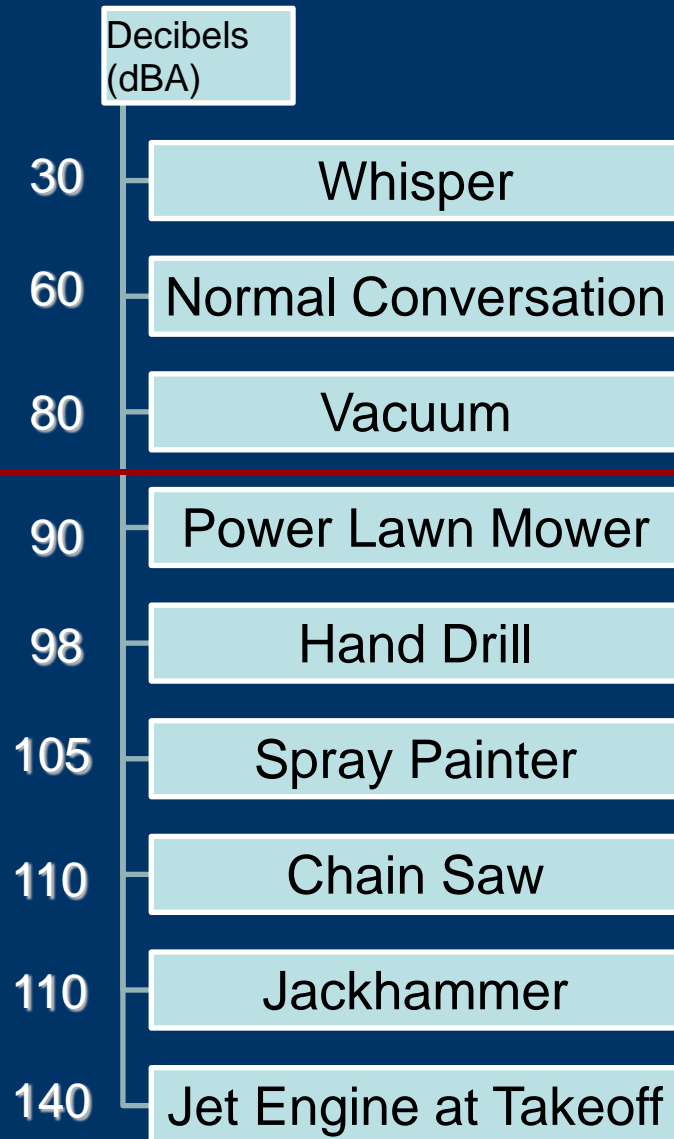 Decibels
(dBA)
30 Whisper
60 Normal Conversation
80 Vacuum
90 Power Lawn Mower
98 Hand Drill
105 Spray Painter
110 Chain Saw
110 Jackhammer
140 Jet Engine at Takeoff